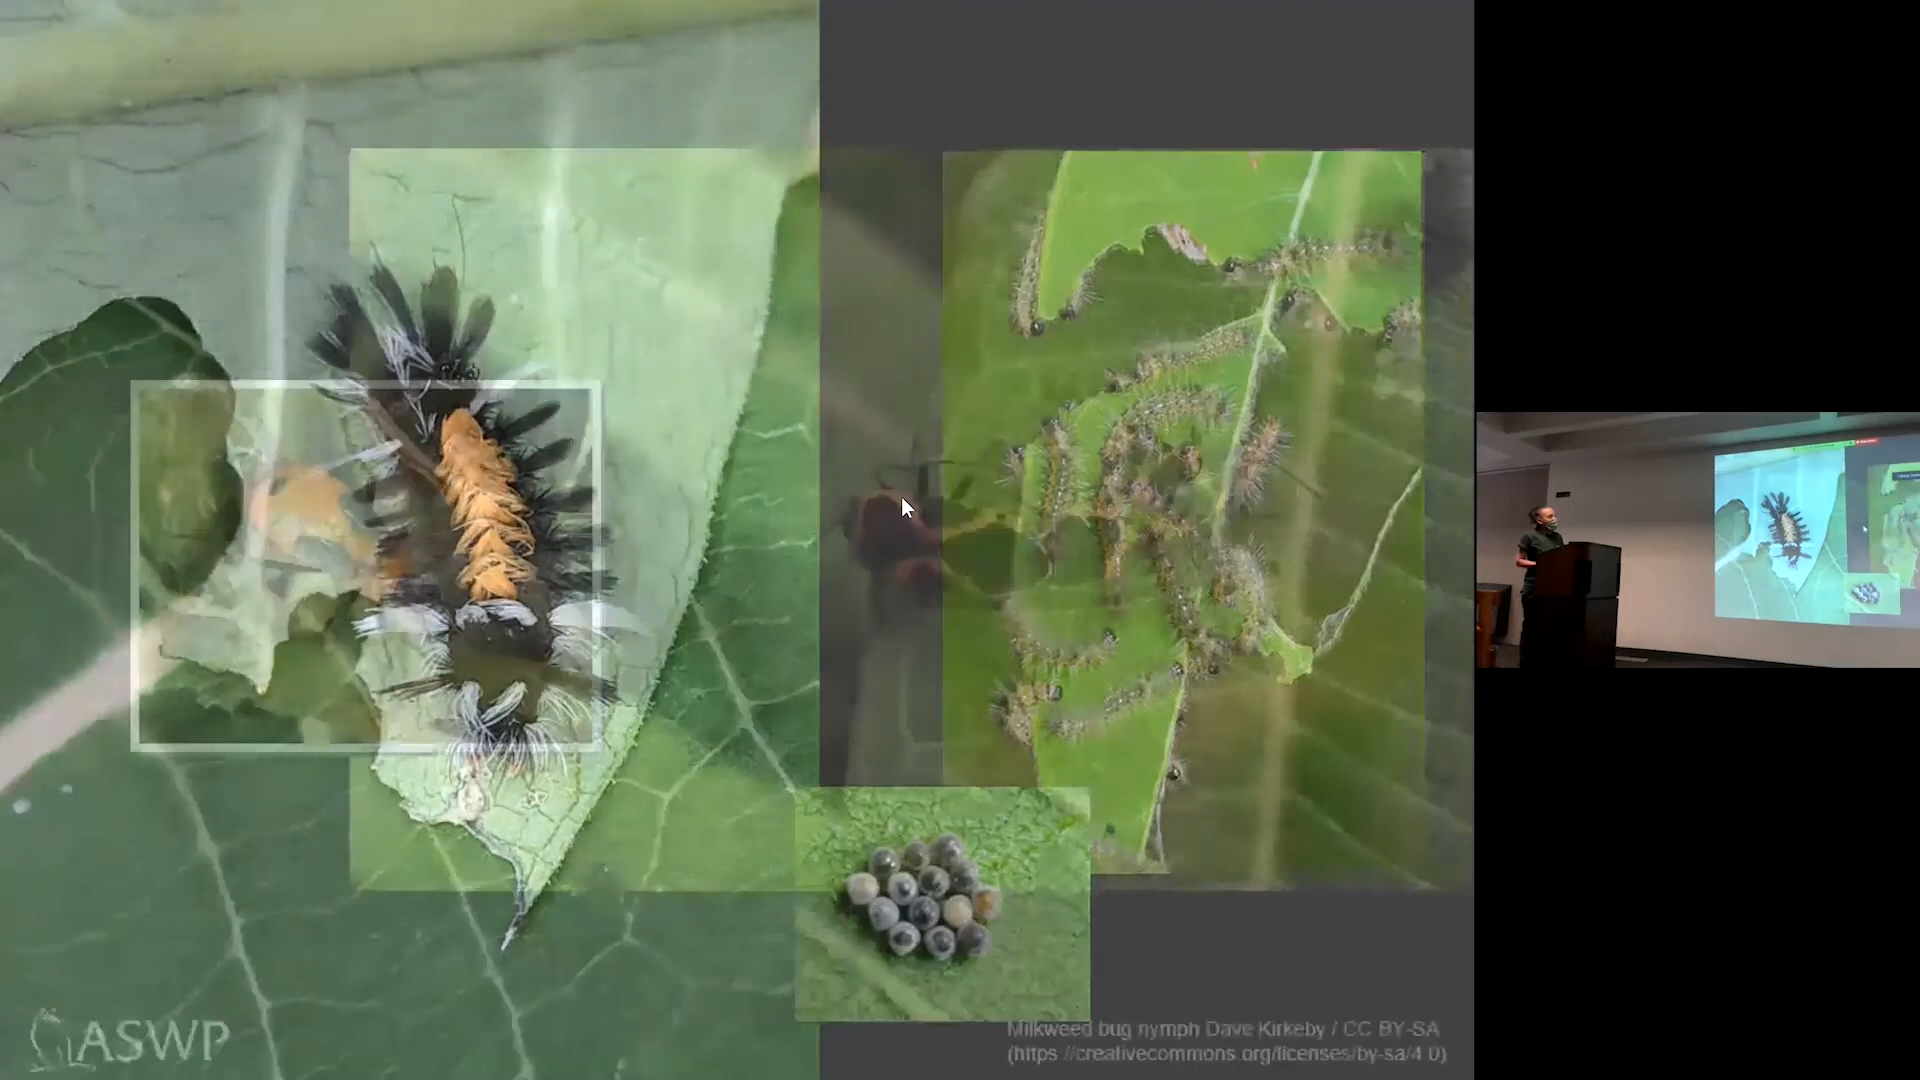 ASWP
Milkweed bug nymph Dave Kirkeby / CC BY-SA
(https://creativecommons.org/licenses/by-sa/4.0)